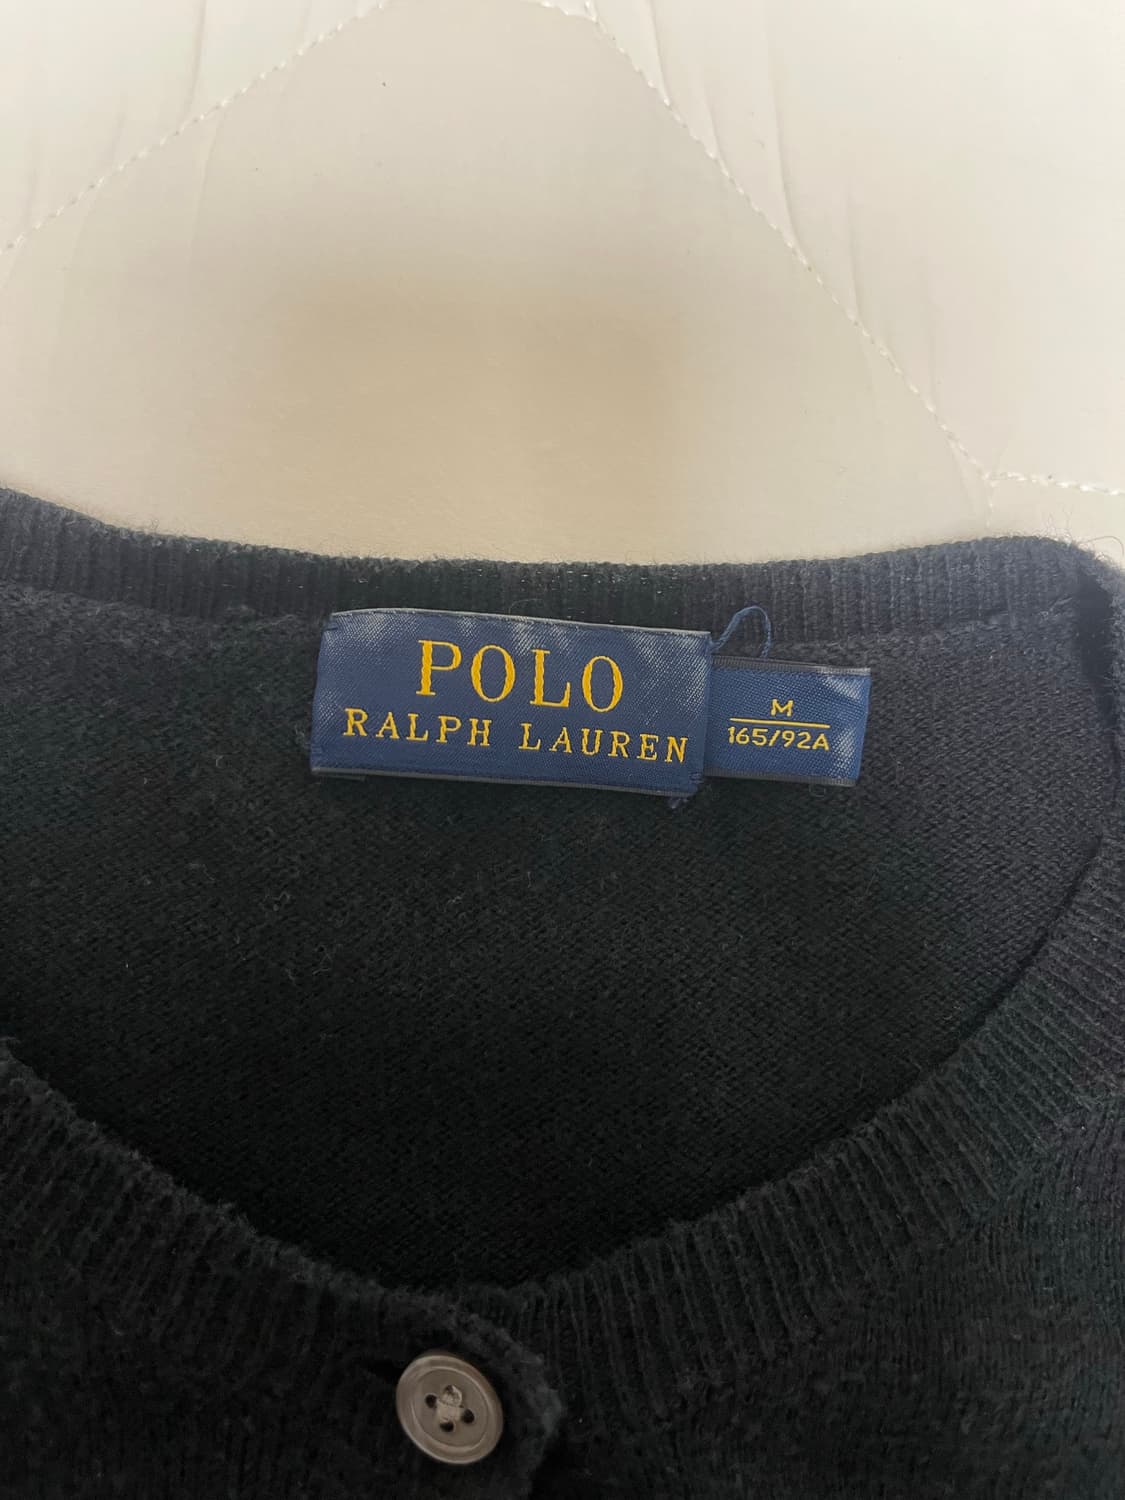 POLO
RALPH LAUREN
M
165/92A